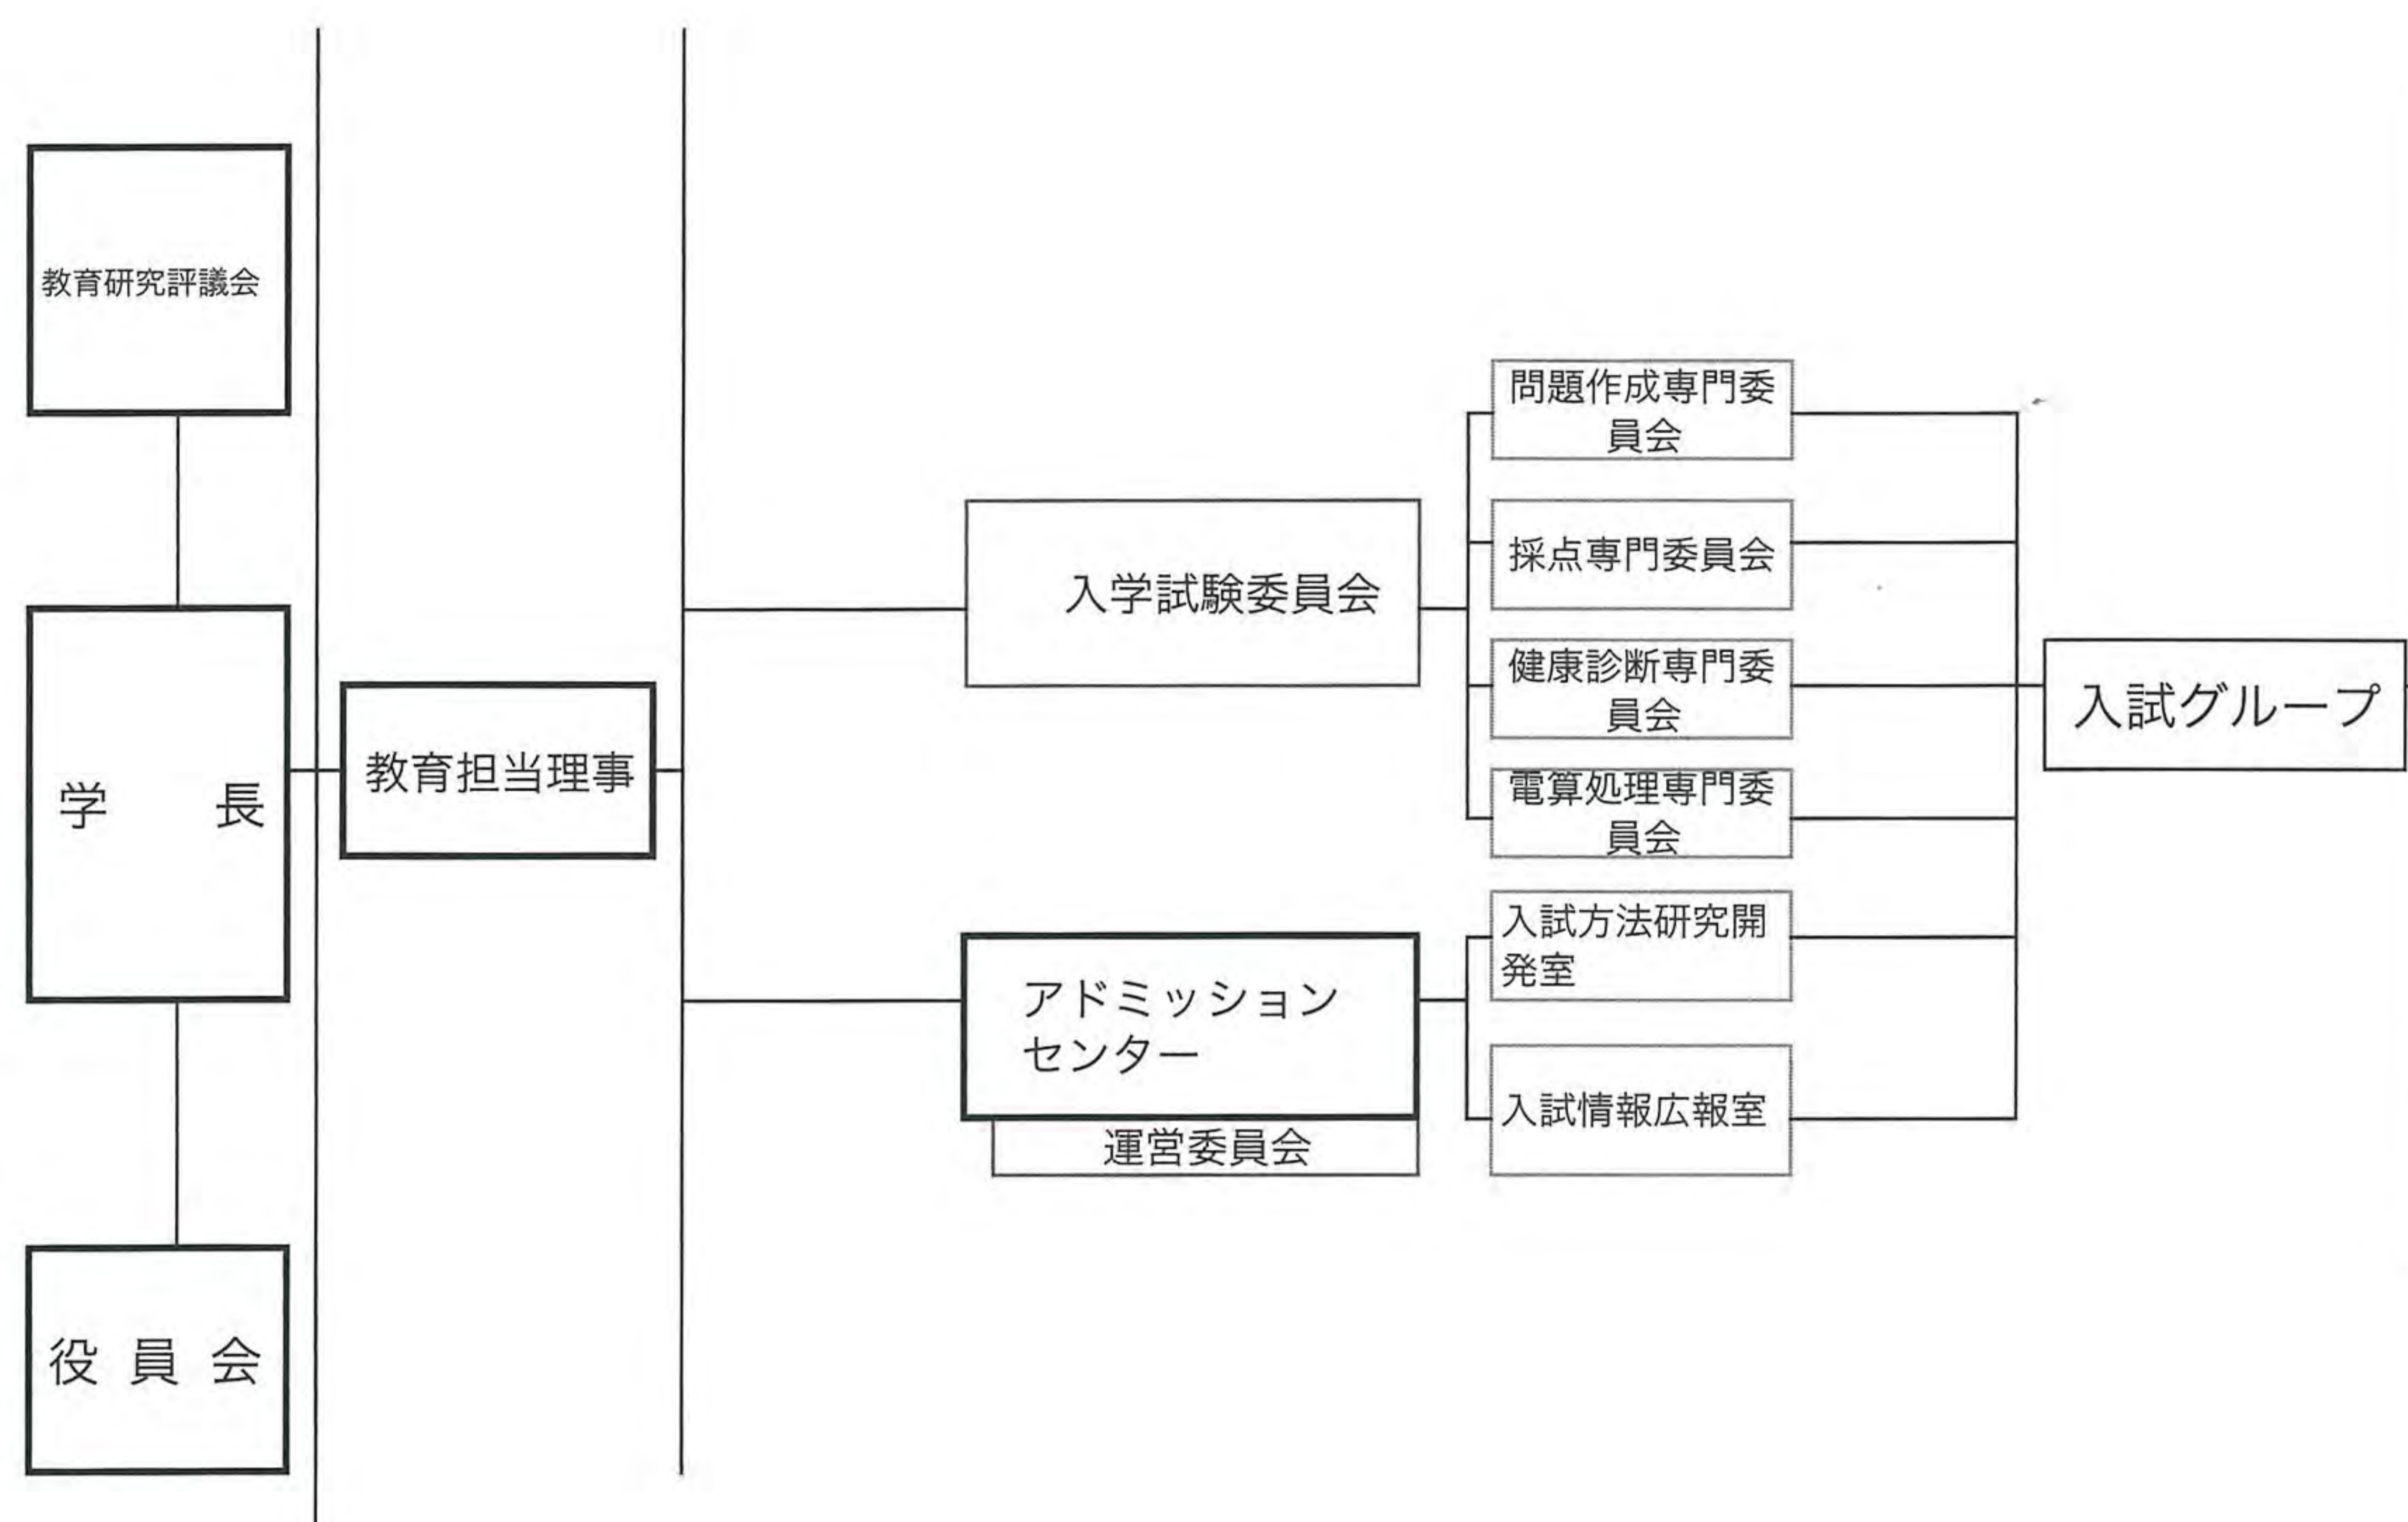 教育研究評議会
学 長
役 員 会
教育担当理事
入学試験委員会
アドミッション
センター
運営委員会
問題作成専門委
員会
採点専門委員会
健康診断専門委
員会
電算処理専門委
員会
入試方法研究開
発室
入試情報広報室
入試グループ